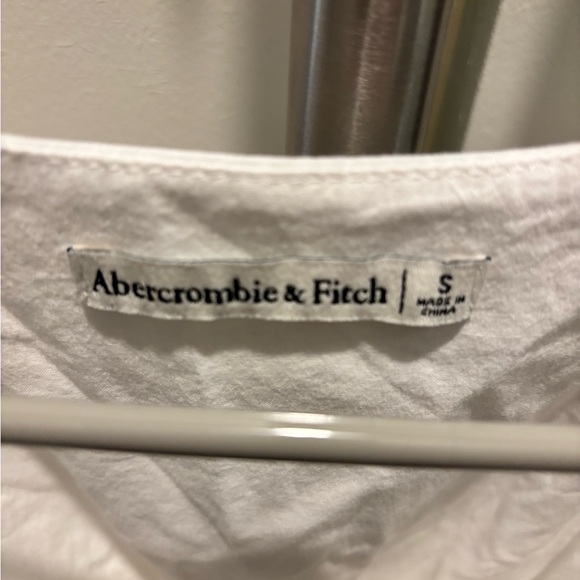 Abercrombie & Fitch | S
MADE IN
CHINA